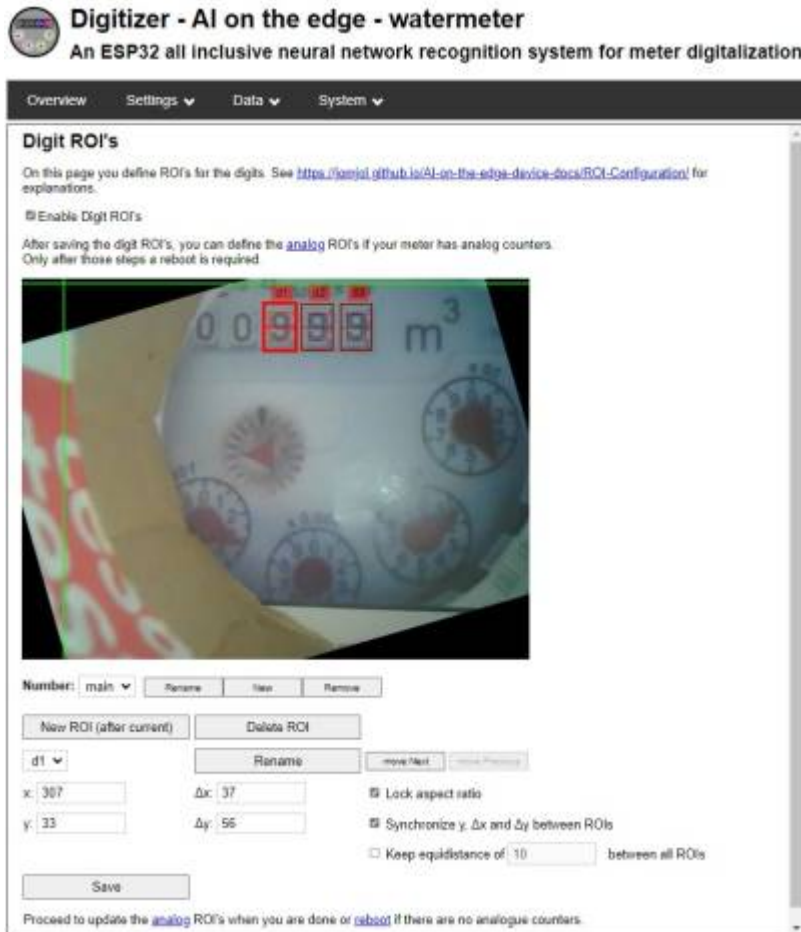 Digitizer - AI on the edge - watermeter
An ESP32 all inclusive neural network recognition system for meter digitalization
Overview Settings Data System
Digit ROI's
On this page you define ROI's for the digits. See https://jomjol.github.io/AI-on-the-edge-device-docs/ROI-Configuration/ for
explanations.
Enable Digit ROI's
After saving the digit ROI's, you can define the analog ROI's if your meter has analog counters.
Only after those steps a reboot is required.
d1 d2 d3
0 0 9 9 9 m³
Number: main Rename New Remove
New ROI (after current) Delete ROI
d1 Rename move Next move Previous
x: 307 Δx: 37 Lock aspect ratio
y: 33 Δy: 56 Synchronize y, Δx and Δy between ROIs
Keep equidistance of 10 between all ROIs
Save
Proceed to update the analog ROI's when you are done or reboot if there are no analogue counters.